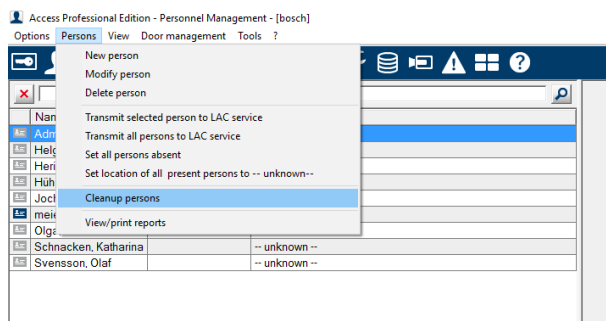 Access Professional Edition - Personnel Management - [bosch]
Options Persons View Door management Tools ?
New person
Modify person
Delete person
Transmit selected person to LAC service
Transmit all persons to LAC service
Set all persons absent
Set location of all present persons to -- unknown--
Cleanup persons
View/print reports
Nan
Adm
Helg
Heri
Hüh
Joch
meie
Olga
Schnacken, Katharina -- unknown --
Svensson, Olaf -- unknown --